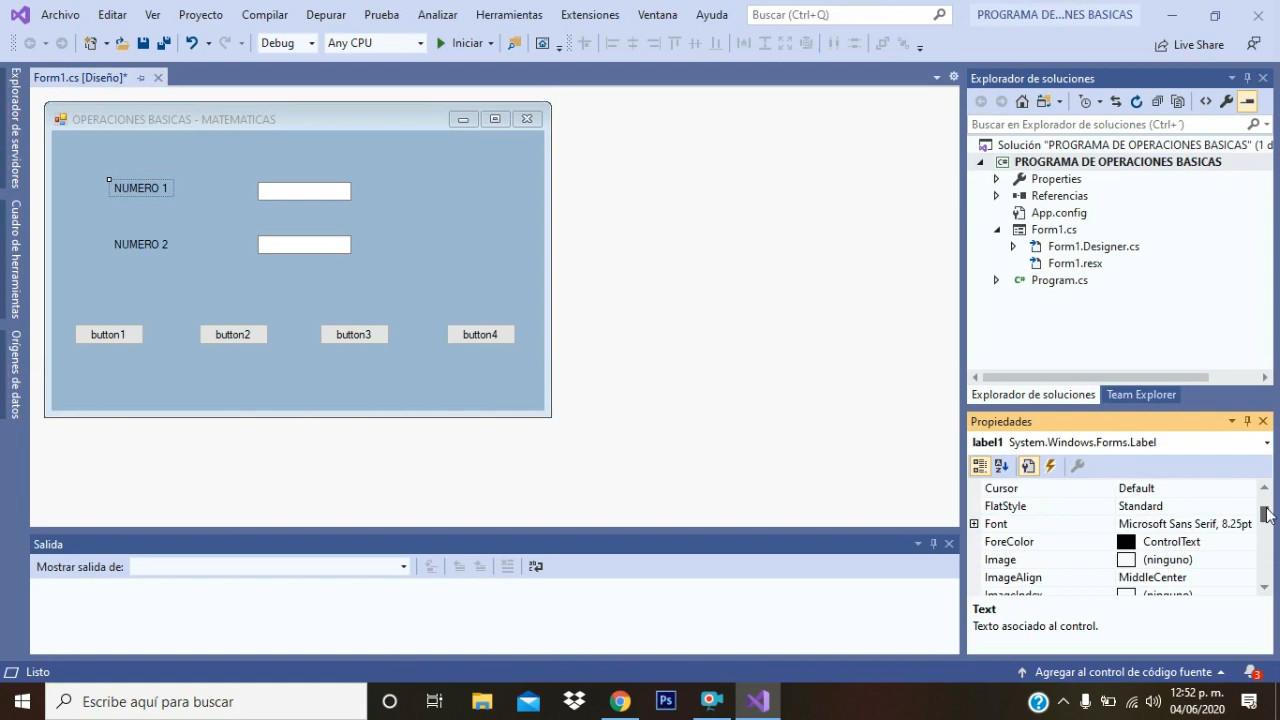 Archivo Editar Ver Proyecto Compilar Depurar Prueba Analizar Herramientas Extensiones Ventana Ayuda Buscar (Ctrl+Q) PROGRAMA DE...NES BASICAS
Debug Any CPU Iniciar Live Share
Explorador de servidores
Cuadro de herramientas
Orígenes de datos
Form1.cs [Diseño]*
OPERACIONES BASICAS - MATEMATICAS
NUMERO 1
NUMERO 2
button1 button2 button3 button4
Salida
Mostrar salida de:
Explorador de soluciones
Buscar en Explorador de soluciones (Ctrl+´)
Solución "PROGRAMA DE OPERACIONES BASICAS" (1 d
PROGRAMA DE OPERACIONES BASICAS
Properties
Referencias
App.config
Form1.cs
Form1.Designer.cs
Form1.resx
Program.cs
Explorador de soluciones Team Explorer
Propiedades
label1 System.Windows.Forms.Label
Cursor Default
FlatStyle Standard
Font Microsoft Sans Serif, 8.25pt
ForeColor ControlText
Image (ninguno)
ImageAlign MiddleCenter
ImageIndex (ninguno)
Text
Texto asociado al control.
Listo Agregar al control de código fuente 3
Escribe aquí para buscar Ps 12:52 p. m.
04/06/2020